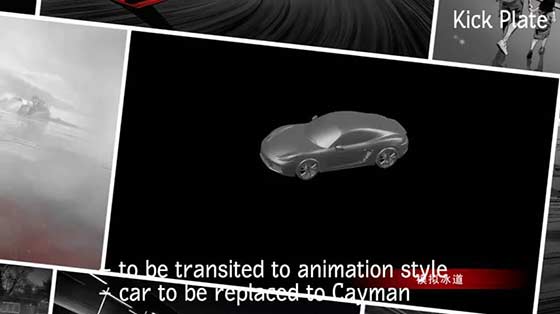 Kick Plate
- to be transited to animation style
模拟冰道
- car to be replaced to Cayman